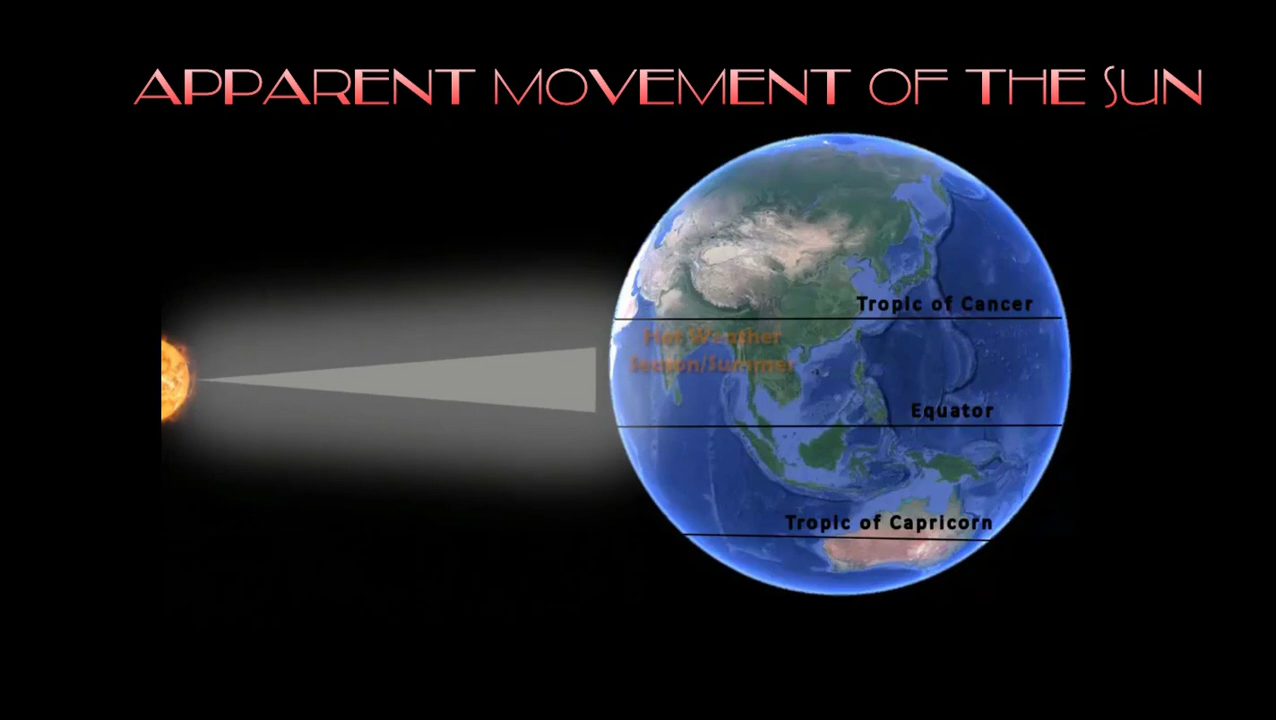 APPARENT MOVEMENT OF THE SUN
Tropic of Cancer
Hot Weather
Season/Summer
Equator
Tropic of Capricorn